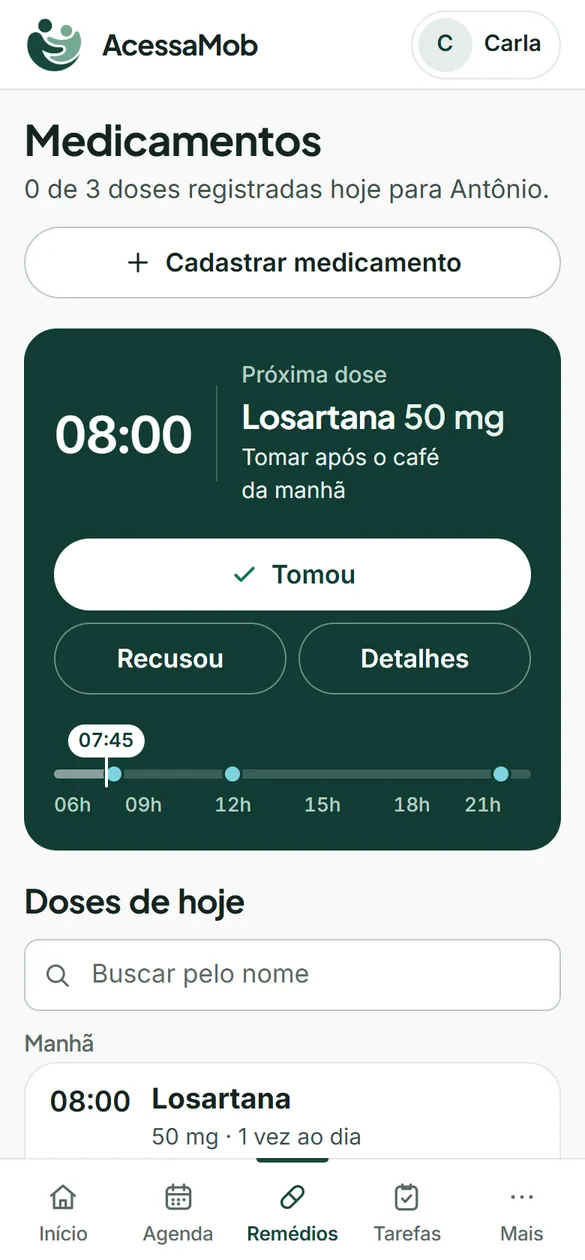 AcessaMob
C Carla
Medicamentos
0 de 3 doses registradas hoje para Antônio.
+ Cadastrar medicamento
Próxima dose
08:00
Losartana 50 mg
Tomar após o café
da manhã
Tomou
Recusou
Detalhes
07:45
06h 09h 12h 15h 18h 21h
Doses de hoje
Buscar pelo nome
Manhã
08:00 Losartana
50 mg · 1 vez ao dia
Início Agenda Remédios Tarefas Mais